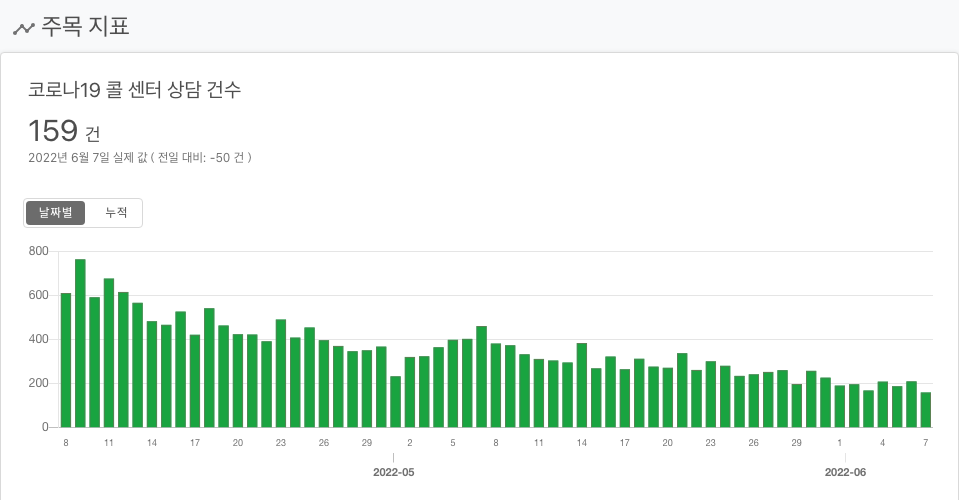 주목 지표
코로나19 콜 센터 상담 건수
159 건
2022년 6월 7일 실제 값 ( 전일 대비: -50 건 )
날짜별 누적
800
600
400
200
0
8 11 14 17 20 23 26 29 2 5 8 11 14 17 20 23 26 29 1 4 7
2022-05 2022-06